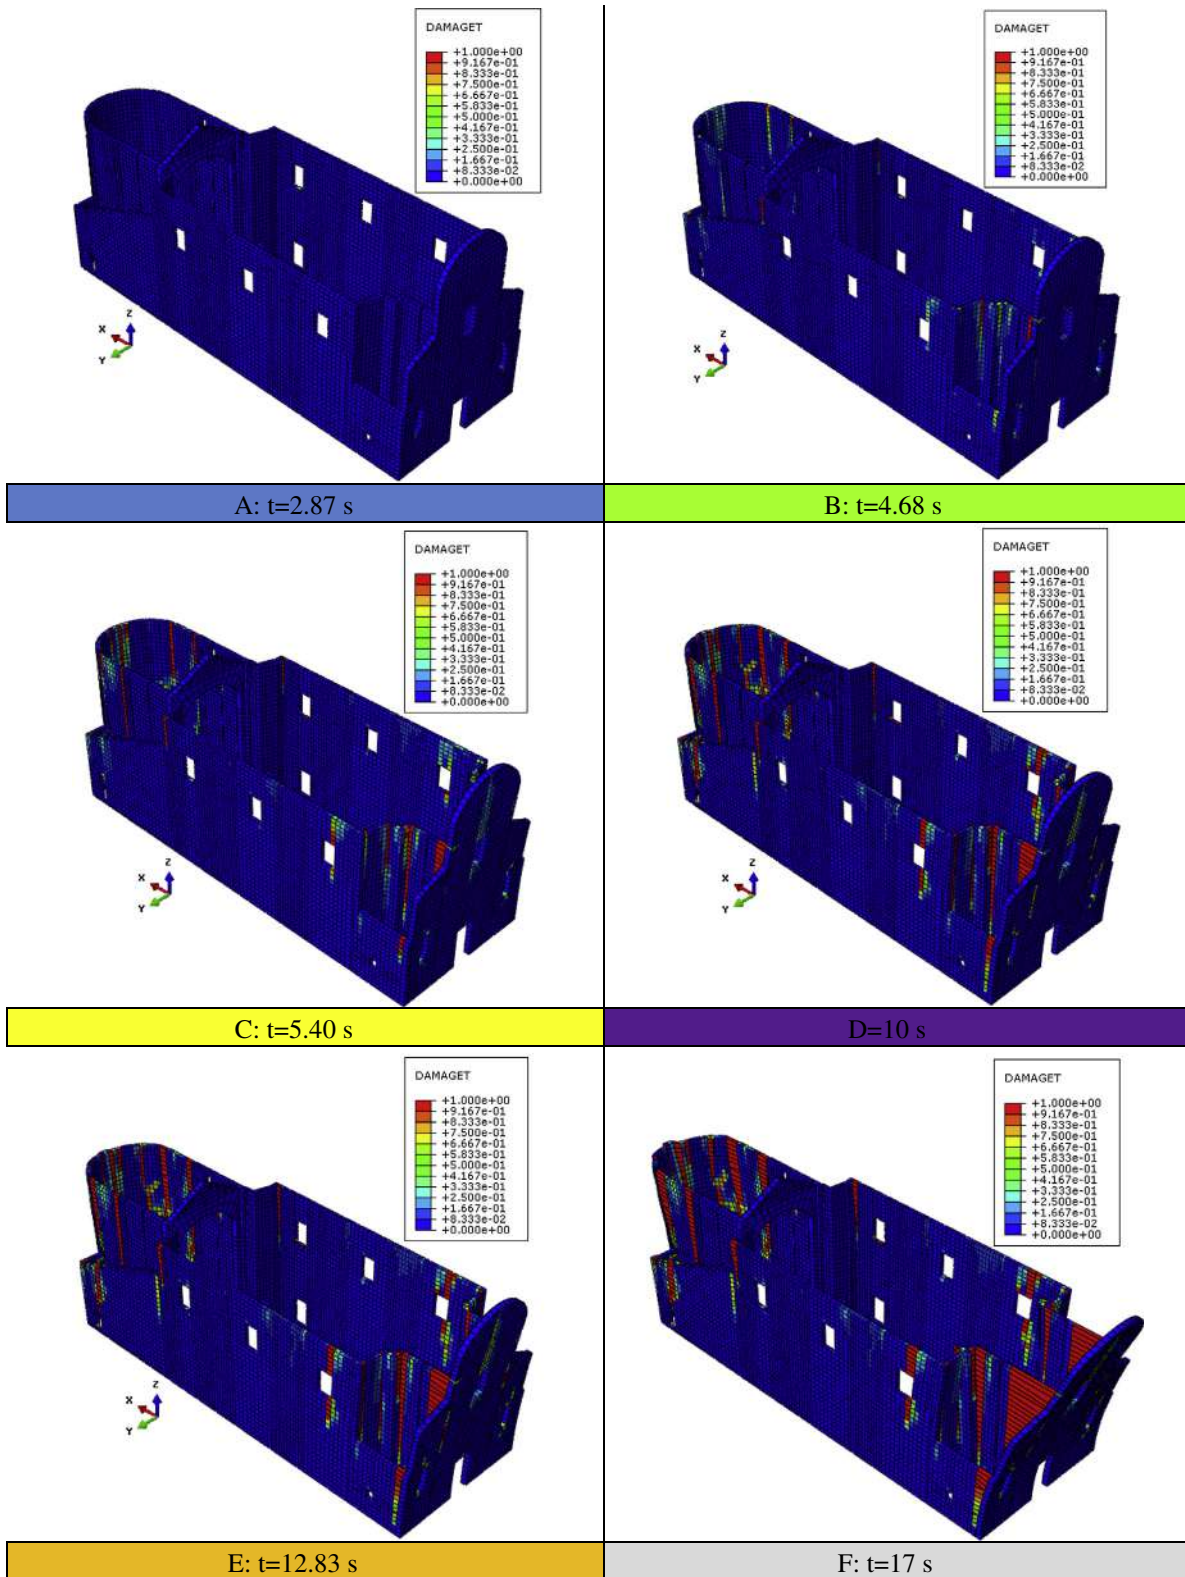 DAMAGET
+1.000e+00
+9.167e-01
+8.333e-01
+7.500e-01
+6.667e-01
+5.833e-01
+5.000e-01
+4.167e-01
+3.333e-01
+2.500e-01
+1.667e-01
+8.333e-02
+0.000e+00
Z
X
Y
A: t=2.87 s
DAMAGET
+1.000e+00
+9.167e-01
+8.333e-01
+7.500e-01
+6.667e-01
+5.833e-01
+5.000e-01
+4.167e-01
+3.333e-01
+2.500e-01
+1.667e-01
+8.333e-02
+0.000e+00
Z
X
Y
B: t=4.68 s
DAMAGET
+1.000e+00
+9.167e-01
+8.333e-01
+7.500e-01
+6.667e-01
+5.833e-01
+5.000e-01
+4.167e-01
+3.333e-01
+2.500e-01
+1.667e-01
+8.333e-02
+0.000e+00
Z
X
Y
C: t=5.40 s
DAMAGET
+1.000e+00
+9.167e-01
+8.333e-01
+7.500e-01
+6.667e-01
+5.833e-01
+5.000e-01
+4.167e-01
+3.333e-01
+2.500e-01
+1.667e-01
+8.333e-02
+0.000e+00
Z
X
Y
D=10 s
DAMAGET
+1.000e+00
+9.167e-01
+8.333e-01
+7.500e-01
+6.667e-01
+5.833e-01
+5.000e-01
+4.167e-01
+3.333e-01
+2.500e-01
+1.667e-01
+8.333e-02
+0.000e+00
Z
X
Y
E: t=12.83 s
DAMAGET
+1.000e+00
+9.167e-01
+8.333e-01
+7.500e-01
+6.667e-01
+5.833e-01
+5.000e-01
+4.167e-01
+3.333e-01
+2.500e-01
+1.667e-01
+8.333e-02
+0.000e+00
F: t=17 s